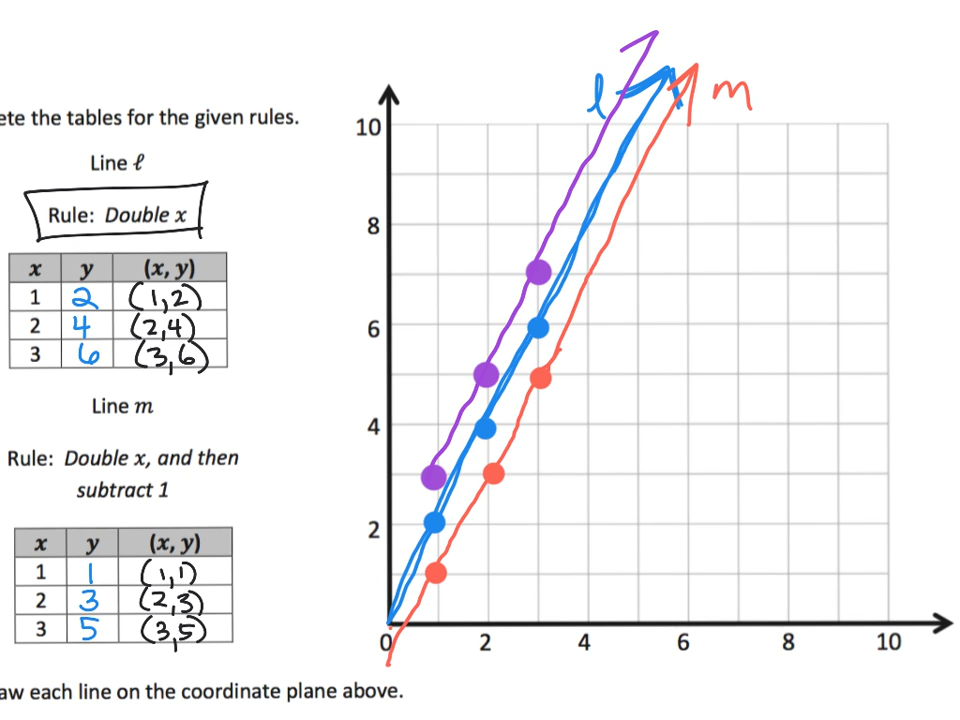 ete the tables for the given rules.
Line ℓ
Rule: Double x
x y (x, y)
1 2 (1,2)
2 4 (2,4)
3 6 (3,6)
Line m
Rule: Double x, and then
subtract 1
x y (x, y)
1 1 (1,1)
2 3 (2,3)
3 5 (3,5)
aw each line on the coordinate plane above.
ℓ m
10
8
6
4
2
0 2 4 6 8 10